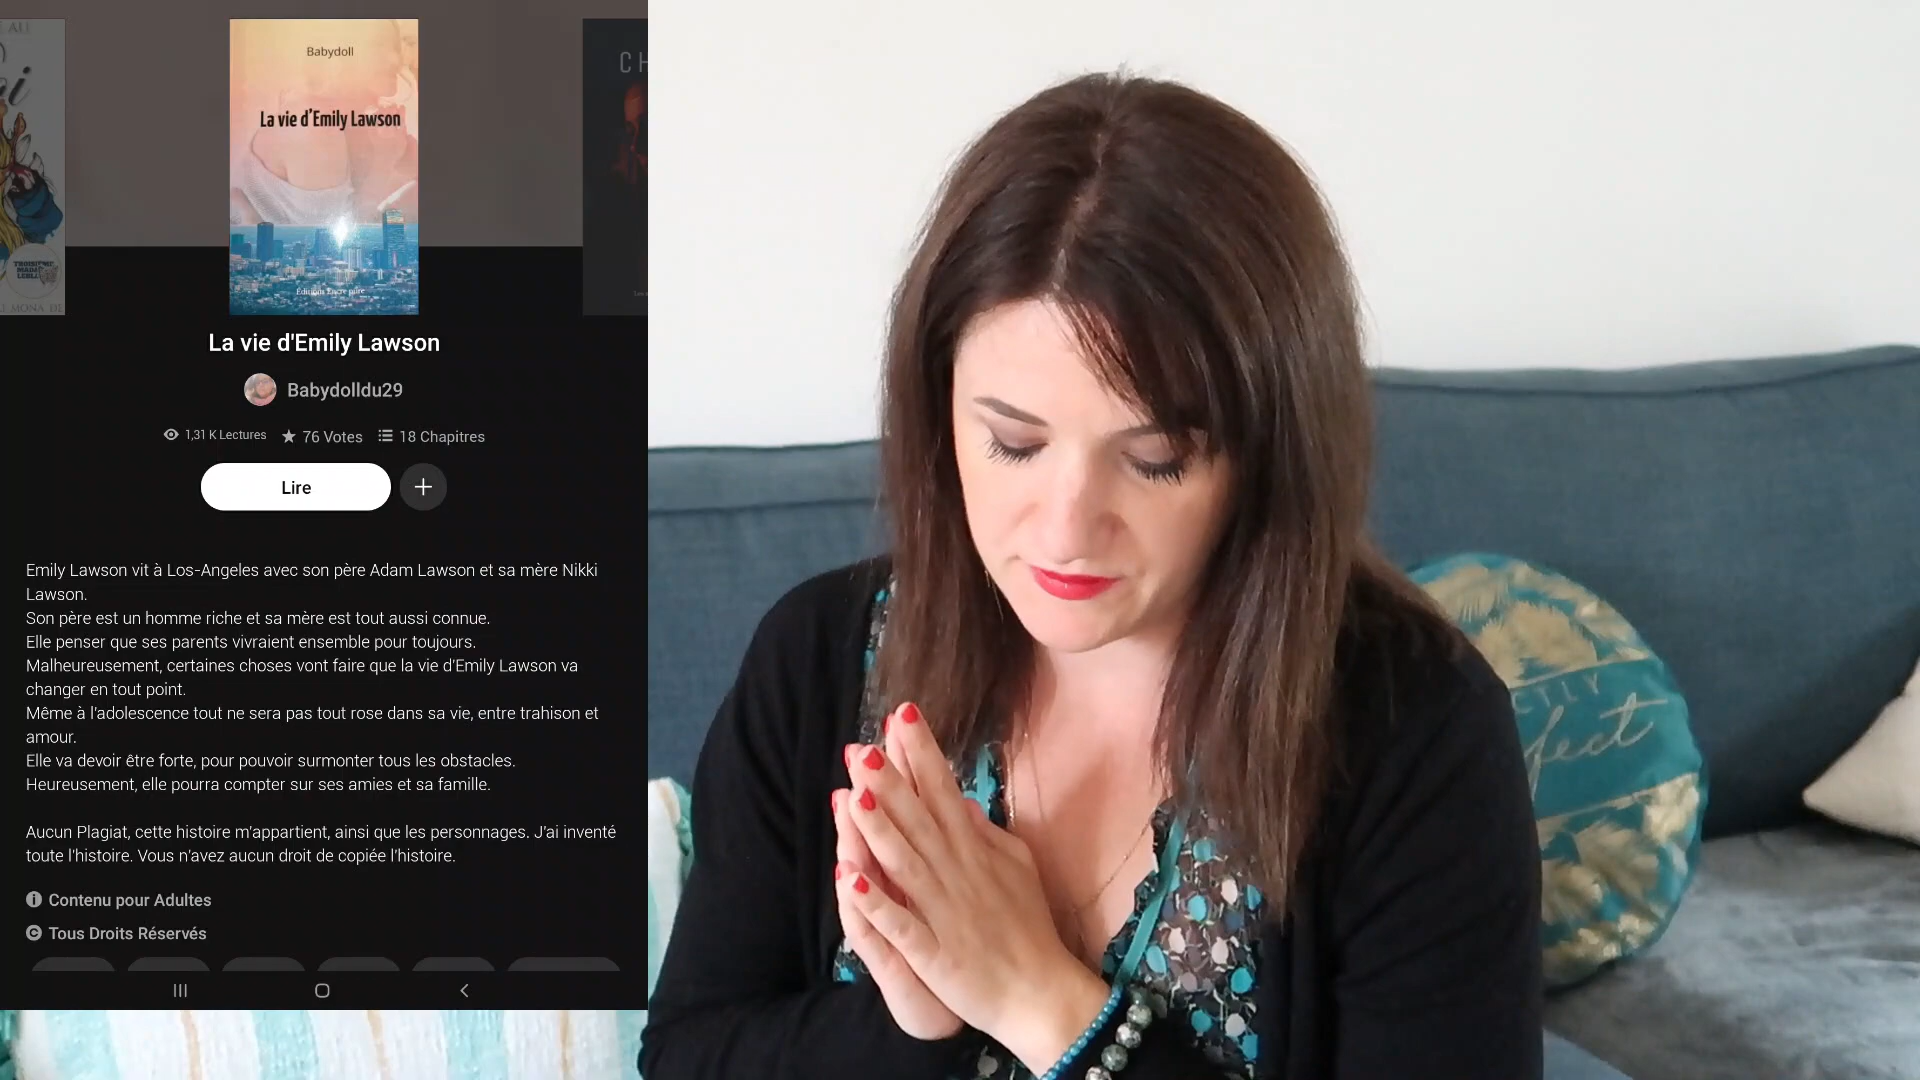 Babydoll
La vie d'Emily Lawson
Éditions Encre pure
CH
La vie d'Emily Lawson
Babydolldu29
1,31 K Lectures 76 Votes 18 Chapitres
Lire
Emily Lawson vit à Los-Angeles avec son père Adam Lawson et sa mère Nikki
Lawson.
Son père est un homme riche et sa mère est tout aussi connue.
Elle penser que ses parents vivraient ensemble pour toujours.
Malheureusement, certaines choses vont faire que la vie d'Emily Lawson va
changer en tout point.
Même à l'adolescence tout ne sera pas tout rose dans sa vie, entre trahison et
amour.
Elle va devoir être forte, pour pouvoir surmonter tous les obstacles.
Heureusement, elle pourra compter sur ses amies et sa famille.
Aucun Plagiat, cette histoire m'appartient, ainsi que les personnages. J'ai inventé
toute l'histoire. Vous n'avez aucun droit de copiée l'histoire.
Contenu pour Adultes
Tous Droits Réservés